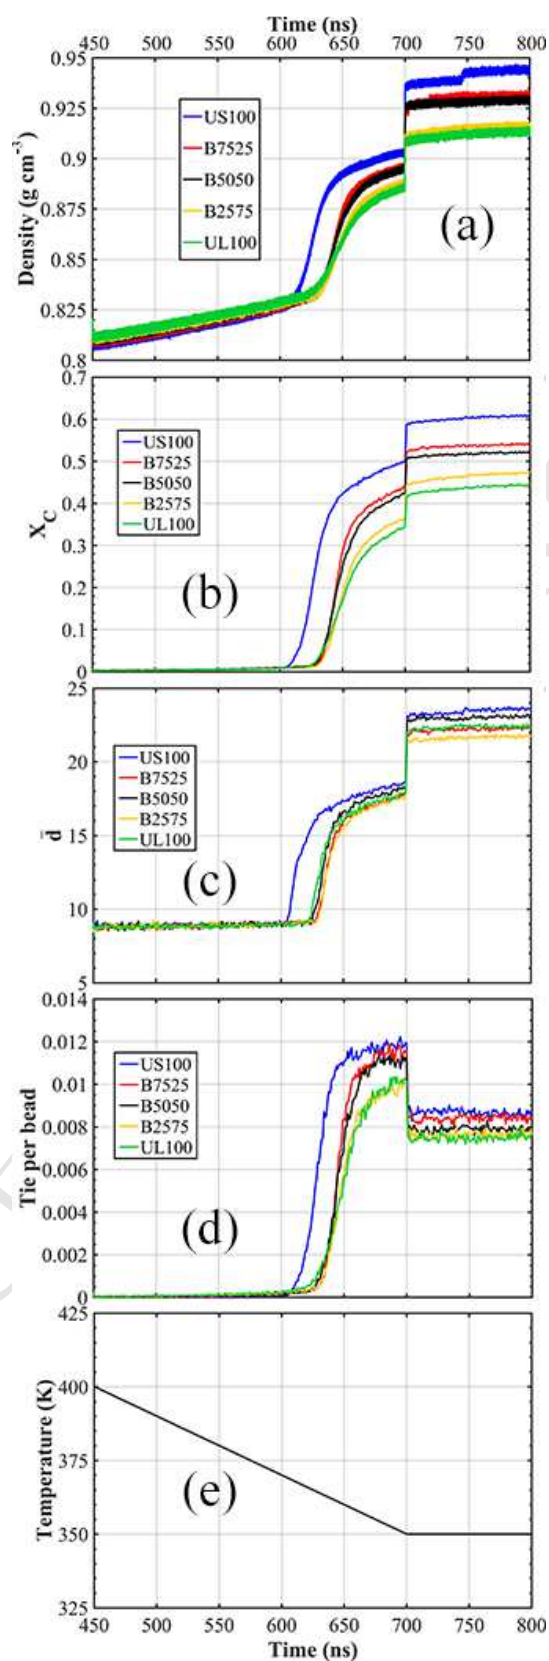 Time (ns)
450 500 550 600 650 700 750 800
0.95
0.925
0.9
0.875
0.85
0.825
0.8
Density (g cm⁻³)
US100
B7525
B5050
B2575
UL100
(a)
0.7
0.6
0.5
0.4
0.3
0.2
0.1
0
X_C
US100
B7525
B5050
B2575
UL100
(b)
25
20
15
10
5
d̄
US100
B7525
B5050
B2575
UL100
(c)
0.014
0.012
0.01
0.008
0.006
0.004
0.002
0
Tie per bead
US100
B7525
B5050
B2575
UL100
(d)
425
400
375
350
325
Temperature (K)
(e)
450 500 550 600 650 700 750 800
Time (ns)